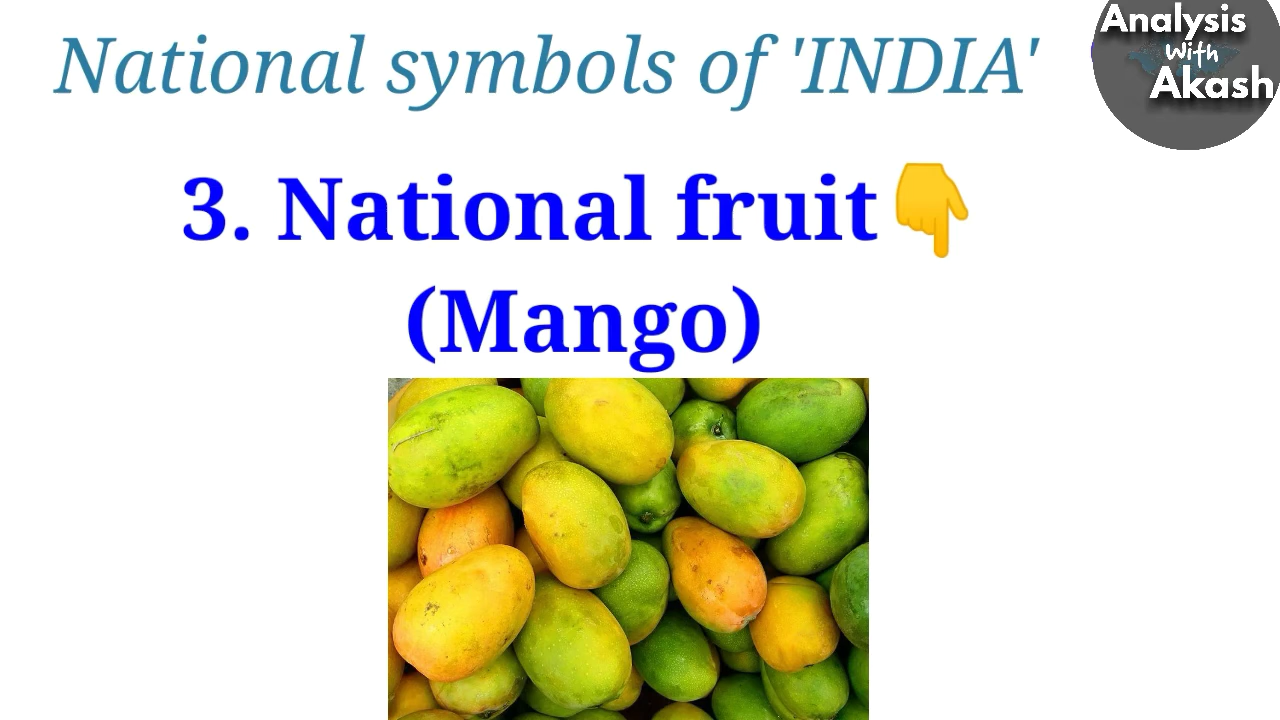 National symbols of 'INDIA'
Analysis
With
Akash
3. National fruit👇
(Mango)